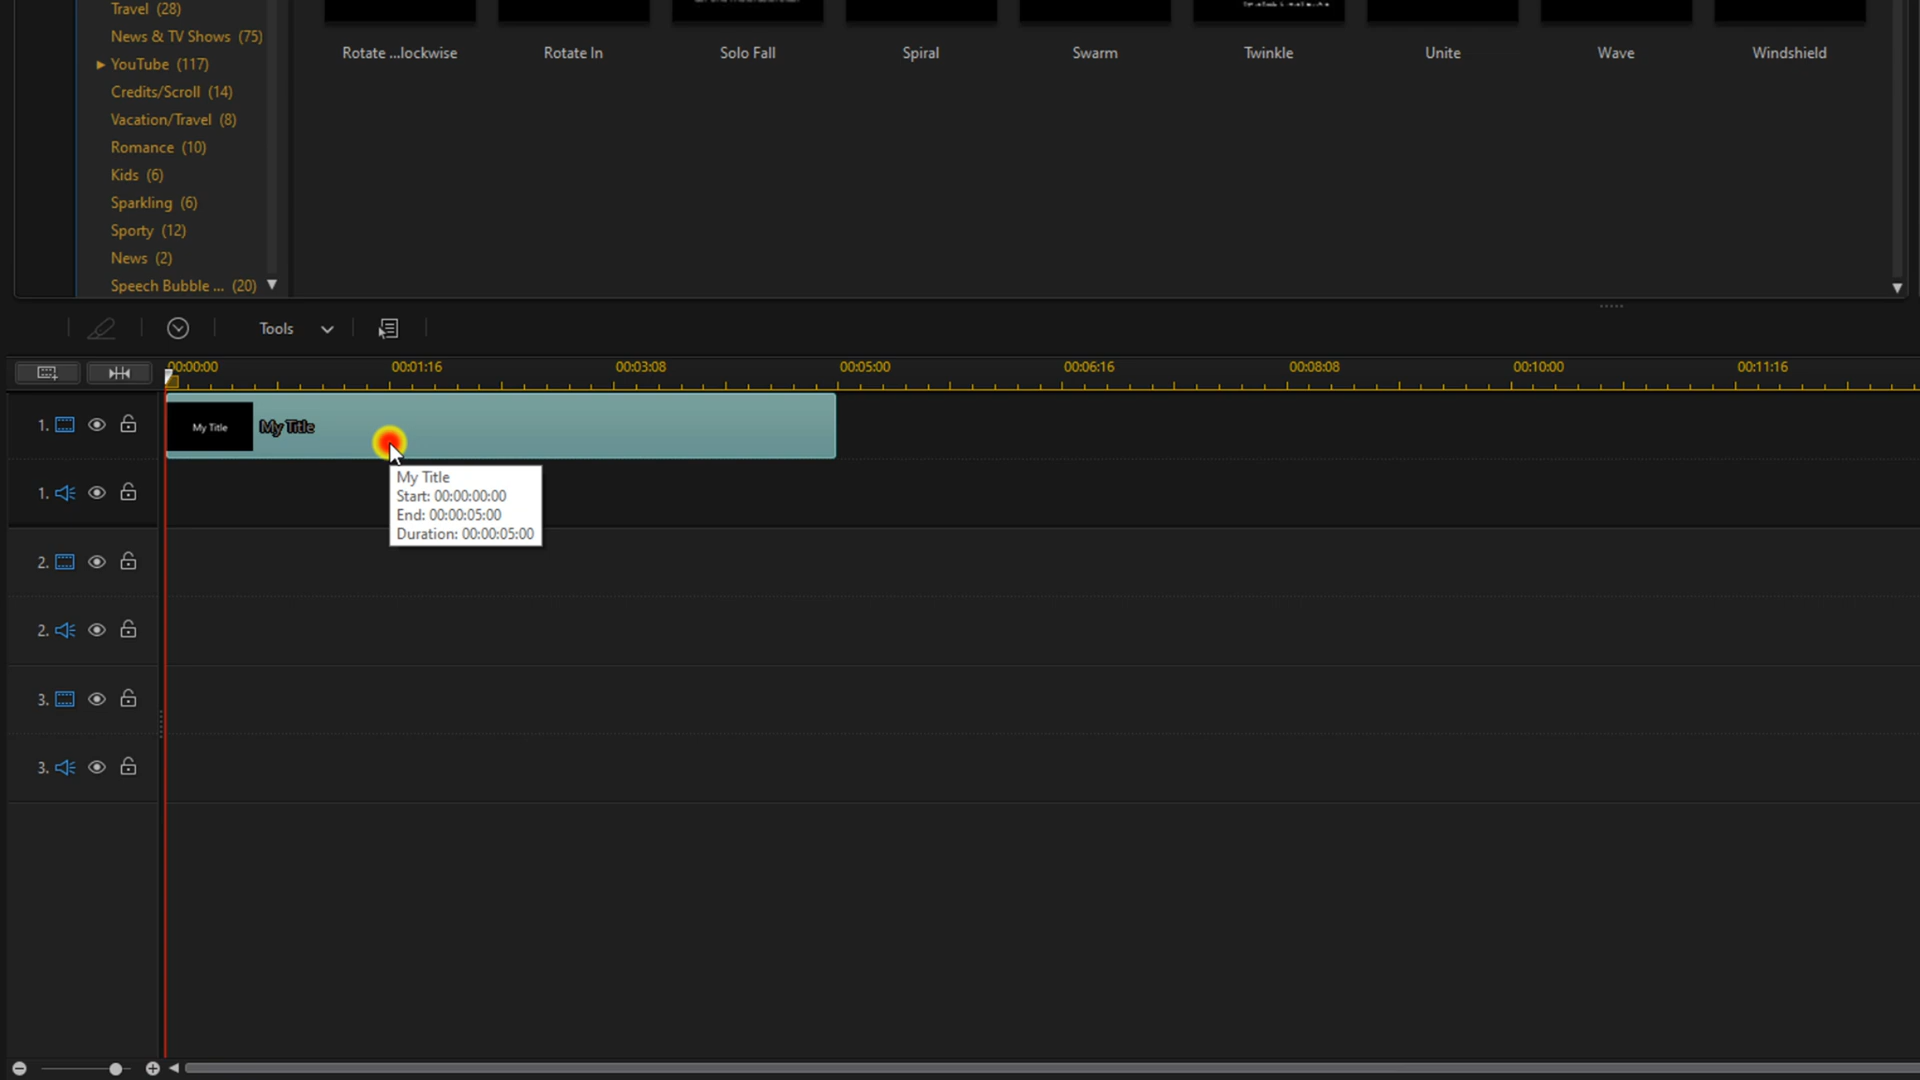 Travel (28)
News & TV Shows (75)
YouTube (117)
Credits/Scroll (14)
Vacation/Travel (8)
Romance (10)
Kids (6)
Sparkling (6)
Sporty (12)
News (2)
Speech Bubble ... (20)
Rotate ...lockwise
Rotate In
Solo Fall
Spiral
Swarm
Twinkle
Unite
Wave
Windshield
Tools
00:00:00
00:01:16
00:03:08
00:05:00
00:06:16
00:08:08
00:10:00
00:11:16
1.
My Title
My Title
My Title
Start: 00:00:00:00
End: 00:00:05:00
Duration: 00:00:05:00
1.
2.
2.
3.
3.